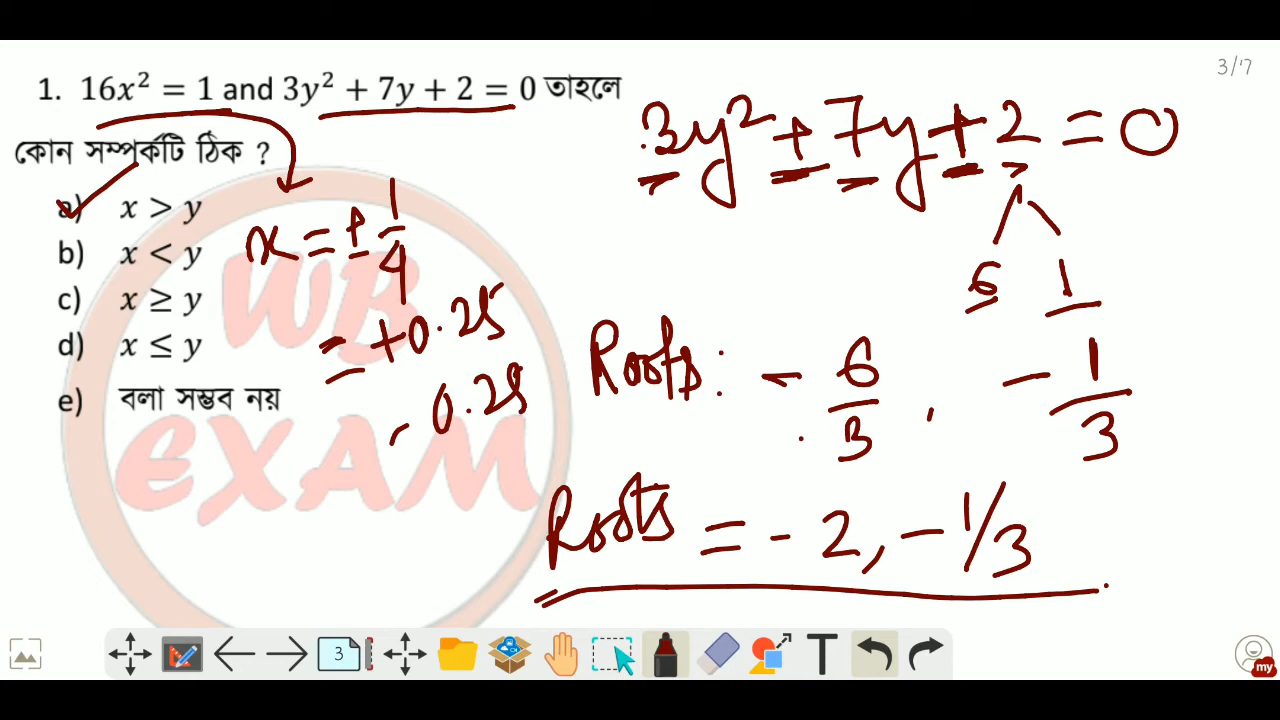 3/7
1. 16x² = 1 and 3y² + 7y + 2 = 0 তাহলে
কোন সম্পর্কটি ঠিক ?
a) x > y
b) x < y
c) x ≥ y
d) x ≤ y
e) বলা সম্ভব নয়
x = ± 1/4
= +0.25
- 0.25
3y² + 7y + 2 = 0
6 1
Roots: - 6/3, - 1/3
Roots = - 2, - 1/3
WB
EXAM
3
T
my